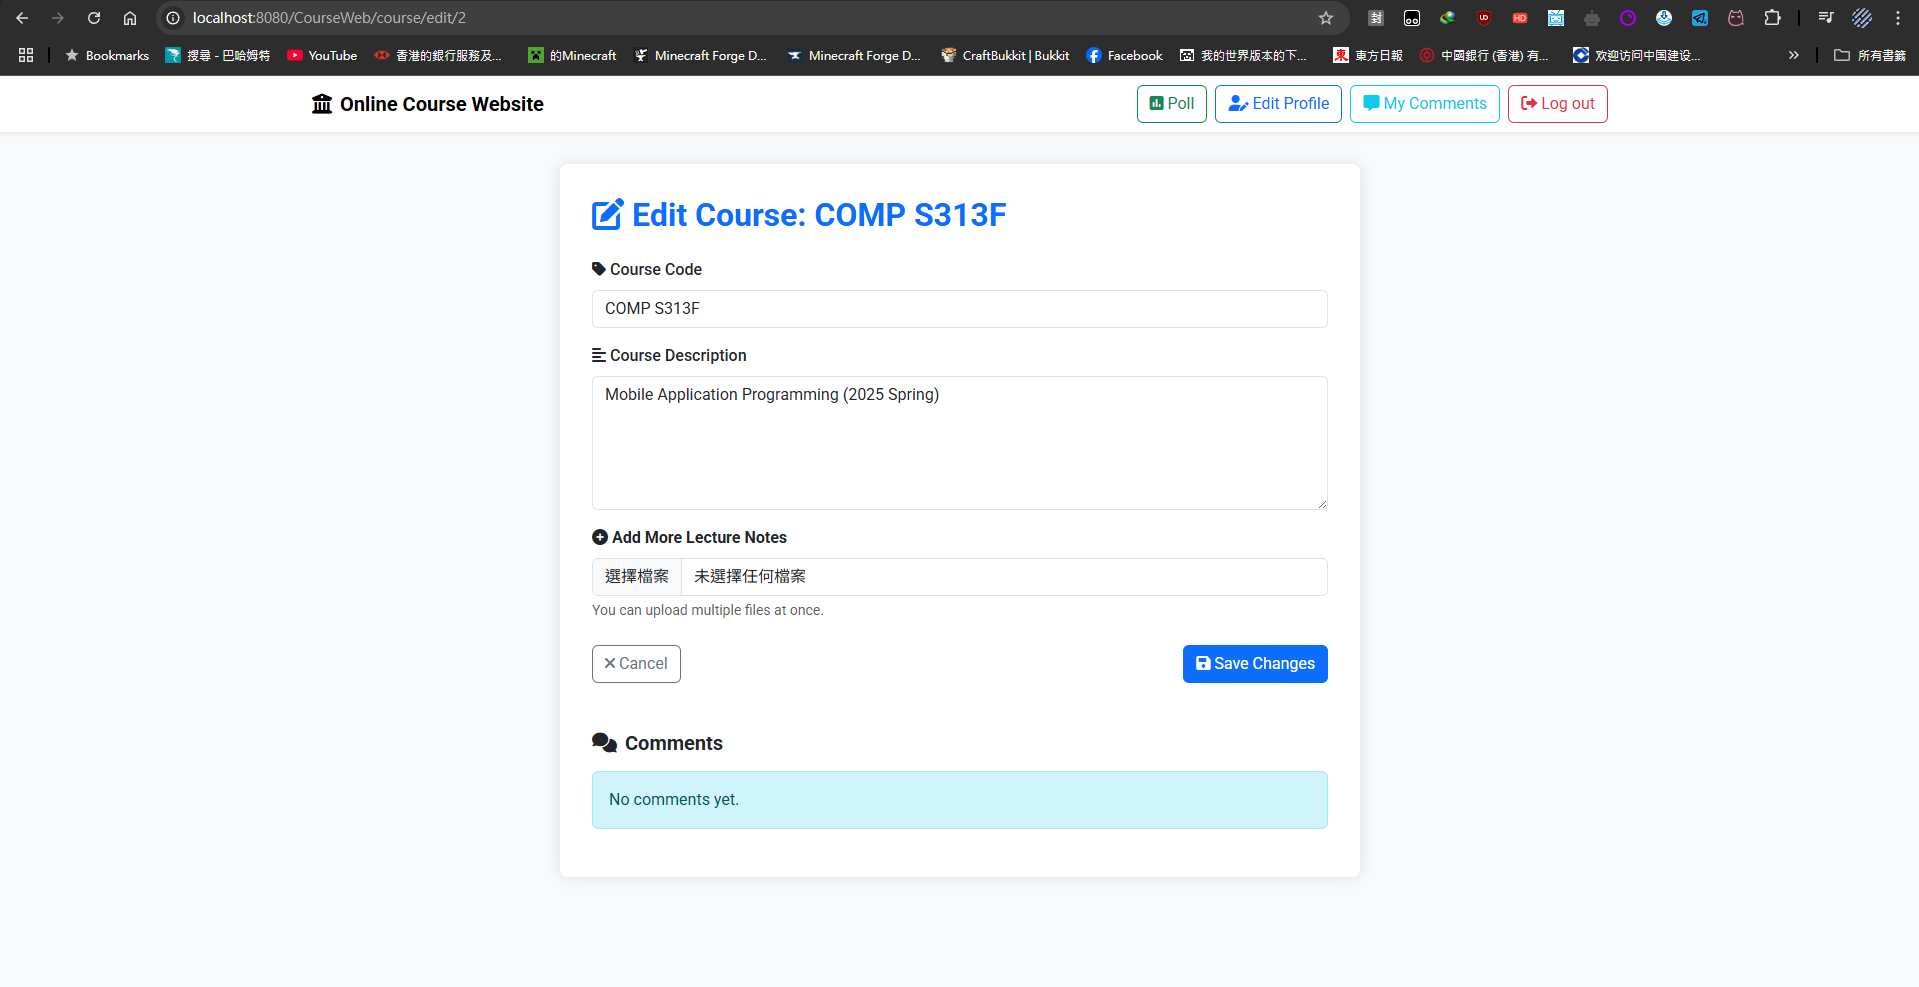 localhost:8080/CourseWeb/course/edit/2
Bookmarks
搜尋 - 巴哈姆特
YouTube
香港的銀行服務及...
的Minecraft
Minecraft Forge D...
Minecraft Forge D...
CraftBukkit | Bukkit
Facebook
我的世界版本的下...
東方日報
中國銀行 (香港) 有...
欢迎访问中国建设...
所有書籤
Online Course Website
Poll
Edit Profile
My Comments
Log out
Edit Course: COMP S313F
Course Code
COMP S313F
Course Description
Mobile Application Programming (2025 Spring)
Add More Lecture Notes
選擇檔案 未選擇任何檔案
You can upload multiple files at once.
Cancel
Save Changes
Comments
No comments yet.